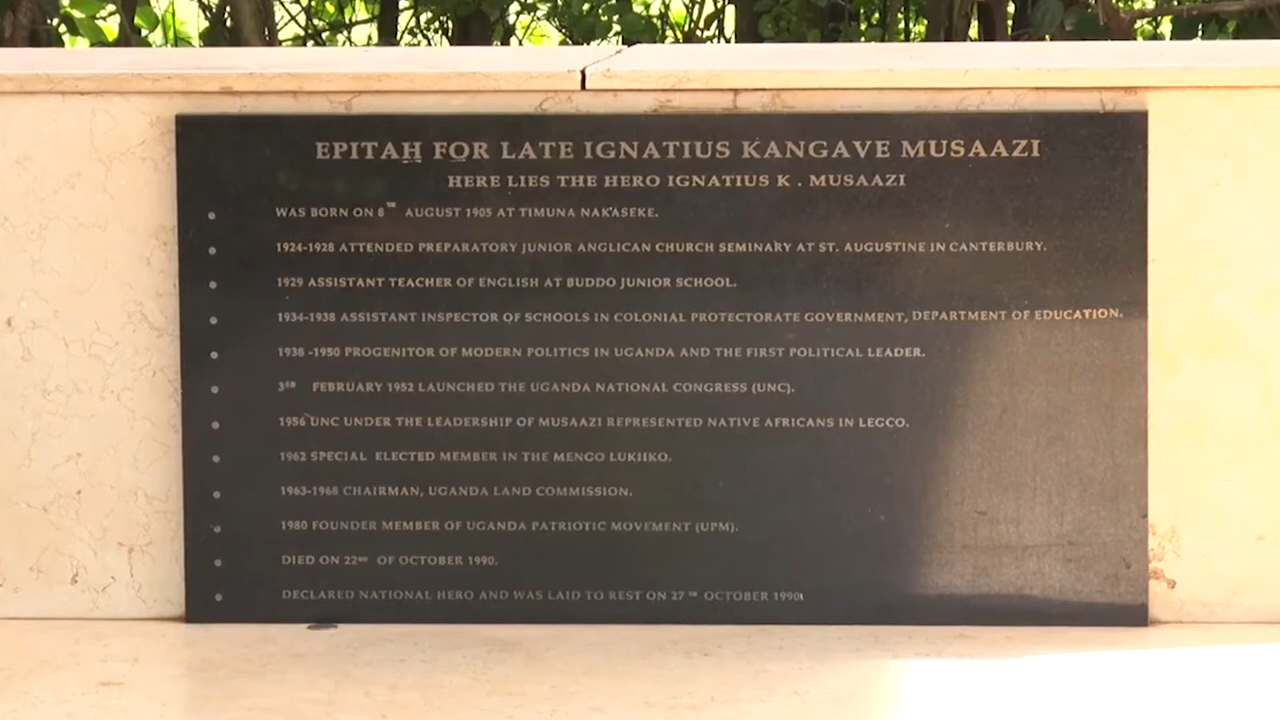 EPITAH FOR LATE IGNATIUS KANGAVE MUSAAZI
HERE LIES THE HERO IGNATIUS K . MUSAAZI
WAS BORN ON 8TH AUGUST 1905 AT TIMUNA NAKASEKE.
1924-1928 ATTENDED PREPARATORY JUNIOR ANGLICAN CHURCH SEMINARY AT ST. AUGUSTINE IN CANTERBURY.
1929 ASSISTANT TEACHER OF ENGLISH AT BUDDO JUNIOR SCHOOL.
1934-1938 ASSISTANT INSPECTOR OF SCHOOLS IN COLONIAL PROTECTORATE GOVERNMENT, DEPARTMENT OF EDUCATION.
1938 -1950 PROGENITOR OF MODERN POLITICS IN UGANDA AND THE FIRST POLITICAL LEADER.
3RD FEBRUARY 1952 LAUNCHED THE UGANDA NATIONAL CONGRESS (UNC).
1956 UNC UNDER THE LEADERSHIP OF MUSAAZI REPRESENTED NATIVE AFRICANS IN LEGCO.
1962 SPECIAL ELECTED MEMBER IN THE MENGO LUKIIKO.
1963-1968 CHAIRMAN, UGANDA LAND COMMISSION.
1980 FOUNDER MEMBER OF UGANDA PATRIOTIC MOVEMENT (UPM).
DIED ON 22ND OF OCTOBER 1990.
DECLARED NATIONAL HERO AND WAS LAID TO REST ON 27TH OCTOBER 1990.